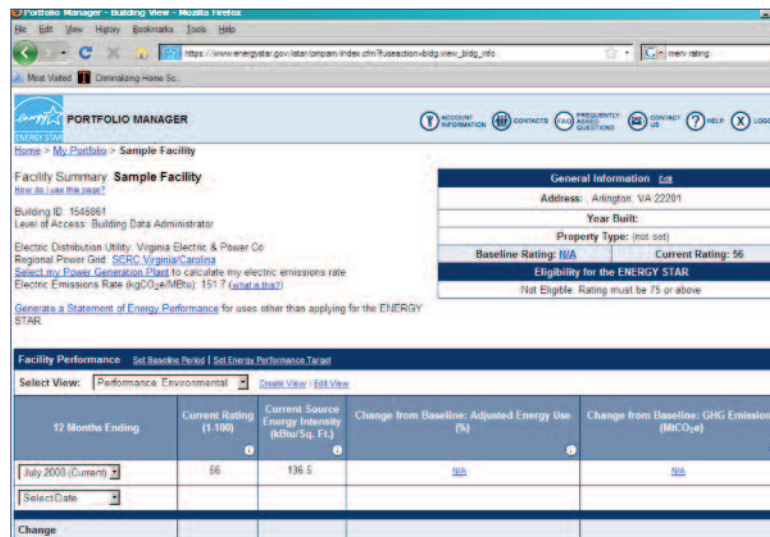 Portfolio Manager - Building View - Mozilla Firefox
File Edit View History Bookmarks Tools Help
https://www.energystar.gov/istar/pmpam/index.cfm?fuseaction=bldg.view_bldg_info
merv rating
Most Visited Criminalizing Home Sc...
ENERGY STAR
PORTFOLIO MANAGER
ACCOUNT INFORMATION
CONTACTS
FAQ FREQUENTLY ASKED QUESTIONS
CONTACT US
HELP
LOGO
Home > My Portfolio > Sample Facility
Facility Summary: Sample Facility
How do I use this page?
Building ID: 1545861
Level of Access: Building Data Administrator
Electric Distribution Utility: Virginia Electric & Power Co
Regional Power Grid: SERC Virginia/Carolina
Select my Power Generation Plant to calculate my electric emissions rate
Electric Emissions Rate (kgCO2e/MBtu): 151.7 (what is this?)
Generate a Statement of Energy Performance for uses other than applying for the ENERGY
STAR
General Information Edit
Address: , Arlington, VA 22201
Year Built:
Property Type: (not set)
Baseline Rating: N/A Current Rating: 56
Eligibility for the ENERGY STAR
Not Eligible: Rating must be 75 or above
Facility Performance Set Baseline Period | Set Energy Performance Target
Select View: Performance: Environmental Create View | Edit View
12 Months Ending
Current Rating
(1-100)
Current Source
Energy Intensity
(kBtu/Sq. Ft.)
Change from Baseline: Adjusted Energy Use
(%)
Change from Baseline: GHG Emission
(MtCO2e)
July 2008 (Current) 56 136.5 N/A N/A
Select Date
Change